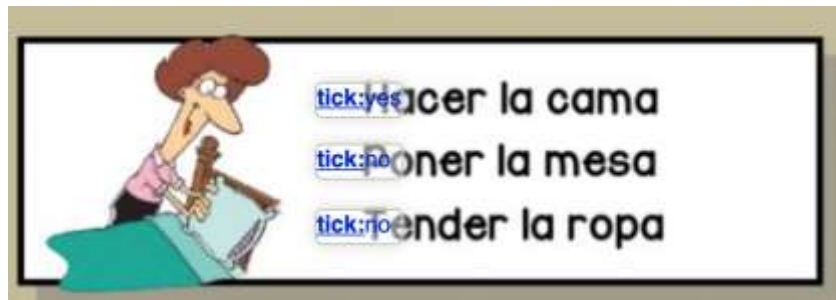 tick:yes Hacer la cama
tick:no Poner la mesa
tick:no Tender la ropa